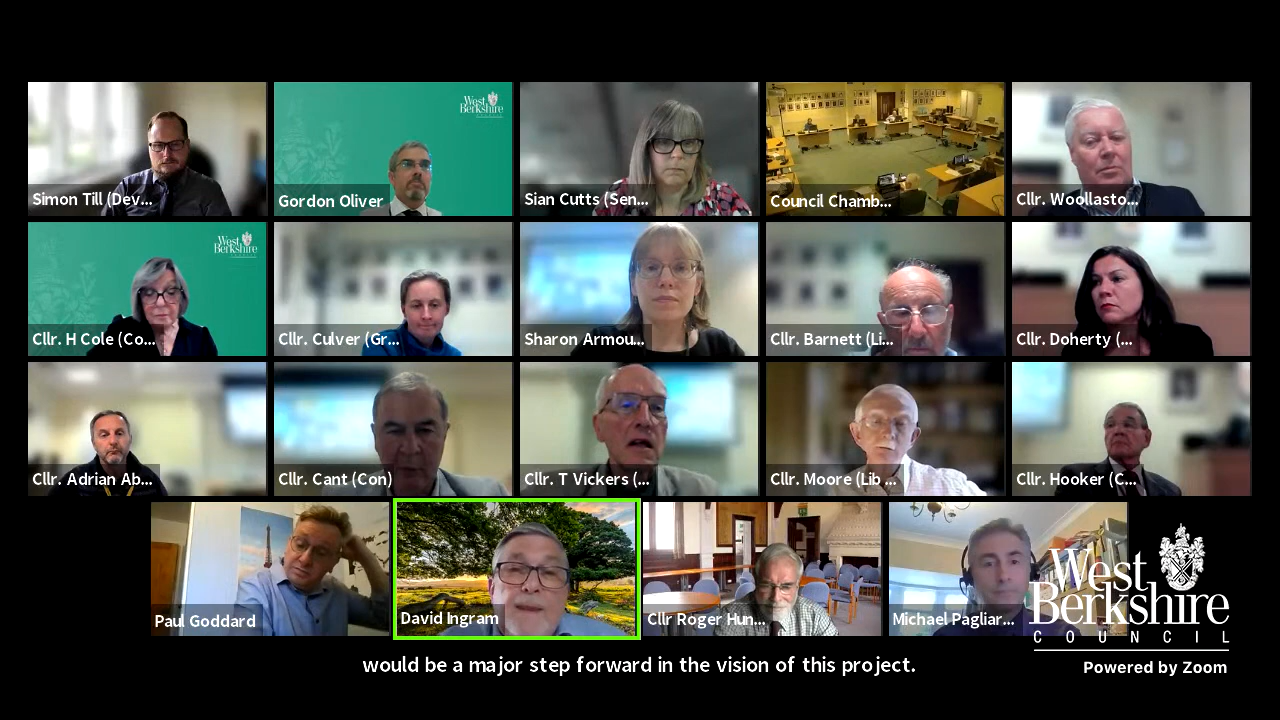 West
Berkshire
COUNCIL
Simon Till (Dev...
Gordon Oliver
Sian Cutts (Sen...
Council Chamb...
Cllr. Woollasto...
West
Berkshire
COUNCIL
Cllr. H Cole (Co...
Cllr. Culver (Gr...
Sharon Armou...
Cllr. Barnett (Li...
Cllr. Doherty (...
Cllr. Adrian Ab...
Cllr. Cant (Con)
Cllr. T Vickers (...
Cllr. Moore (Lib ...
Cllr. Hooker (C...
Paul Goddard
David Ingram
Cllr Roger Hun...
Michael Pagliar...
West
Berkshire
COUNCIL
would be a major step forward in the vision of this project.
Powered by Zoom